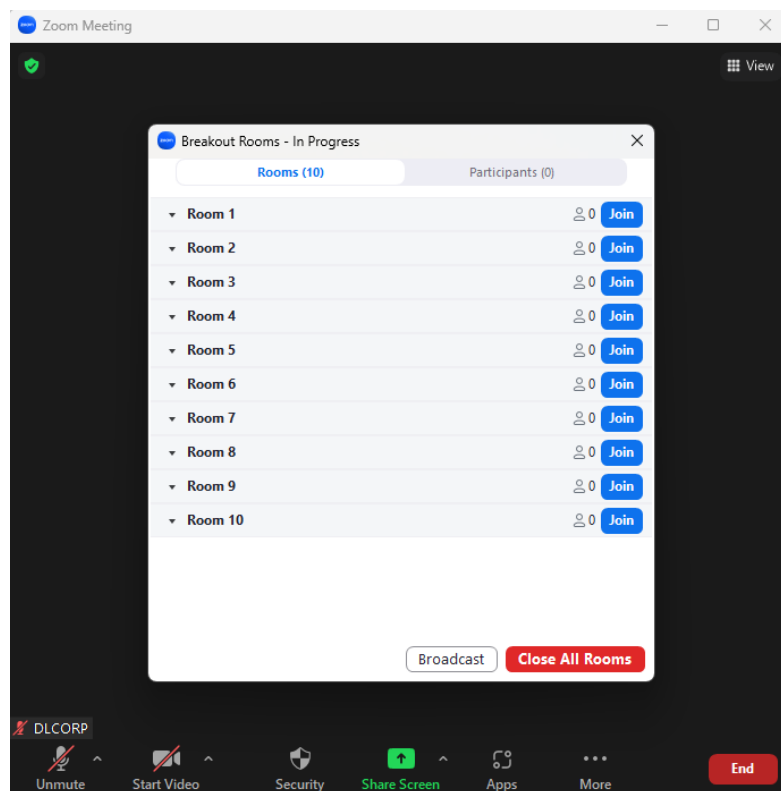 Zoom Meeting
View
Breakout Rooms - In Progress
Rooms (10) Participants (0)
Room 1 0 Join
Room 2 0 Join
Room 3 0 Join
Room 4 0 Join
Room 5 0 Join
Room 6 0 Join
Room 7 0 Join
Room 8 0 Join
Room 9 0 Join
Room 10 0 Join
Broadcast Close All Rooms
DLCORP
Unmute Start Video Security Share Screen Apps More End